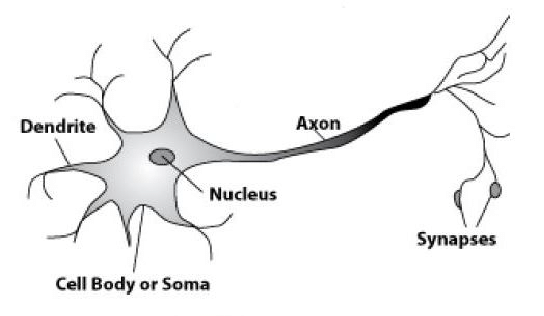 Dendrite
Axon
Nucleus
Synapses
Cell Body or Soma